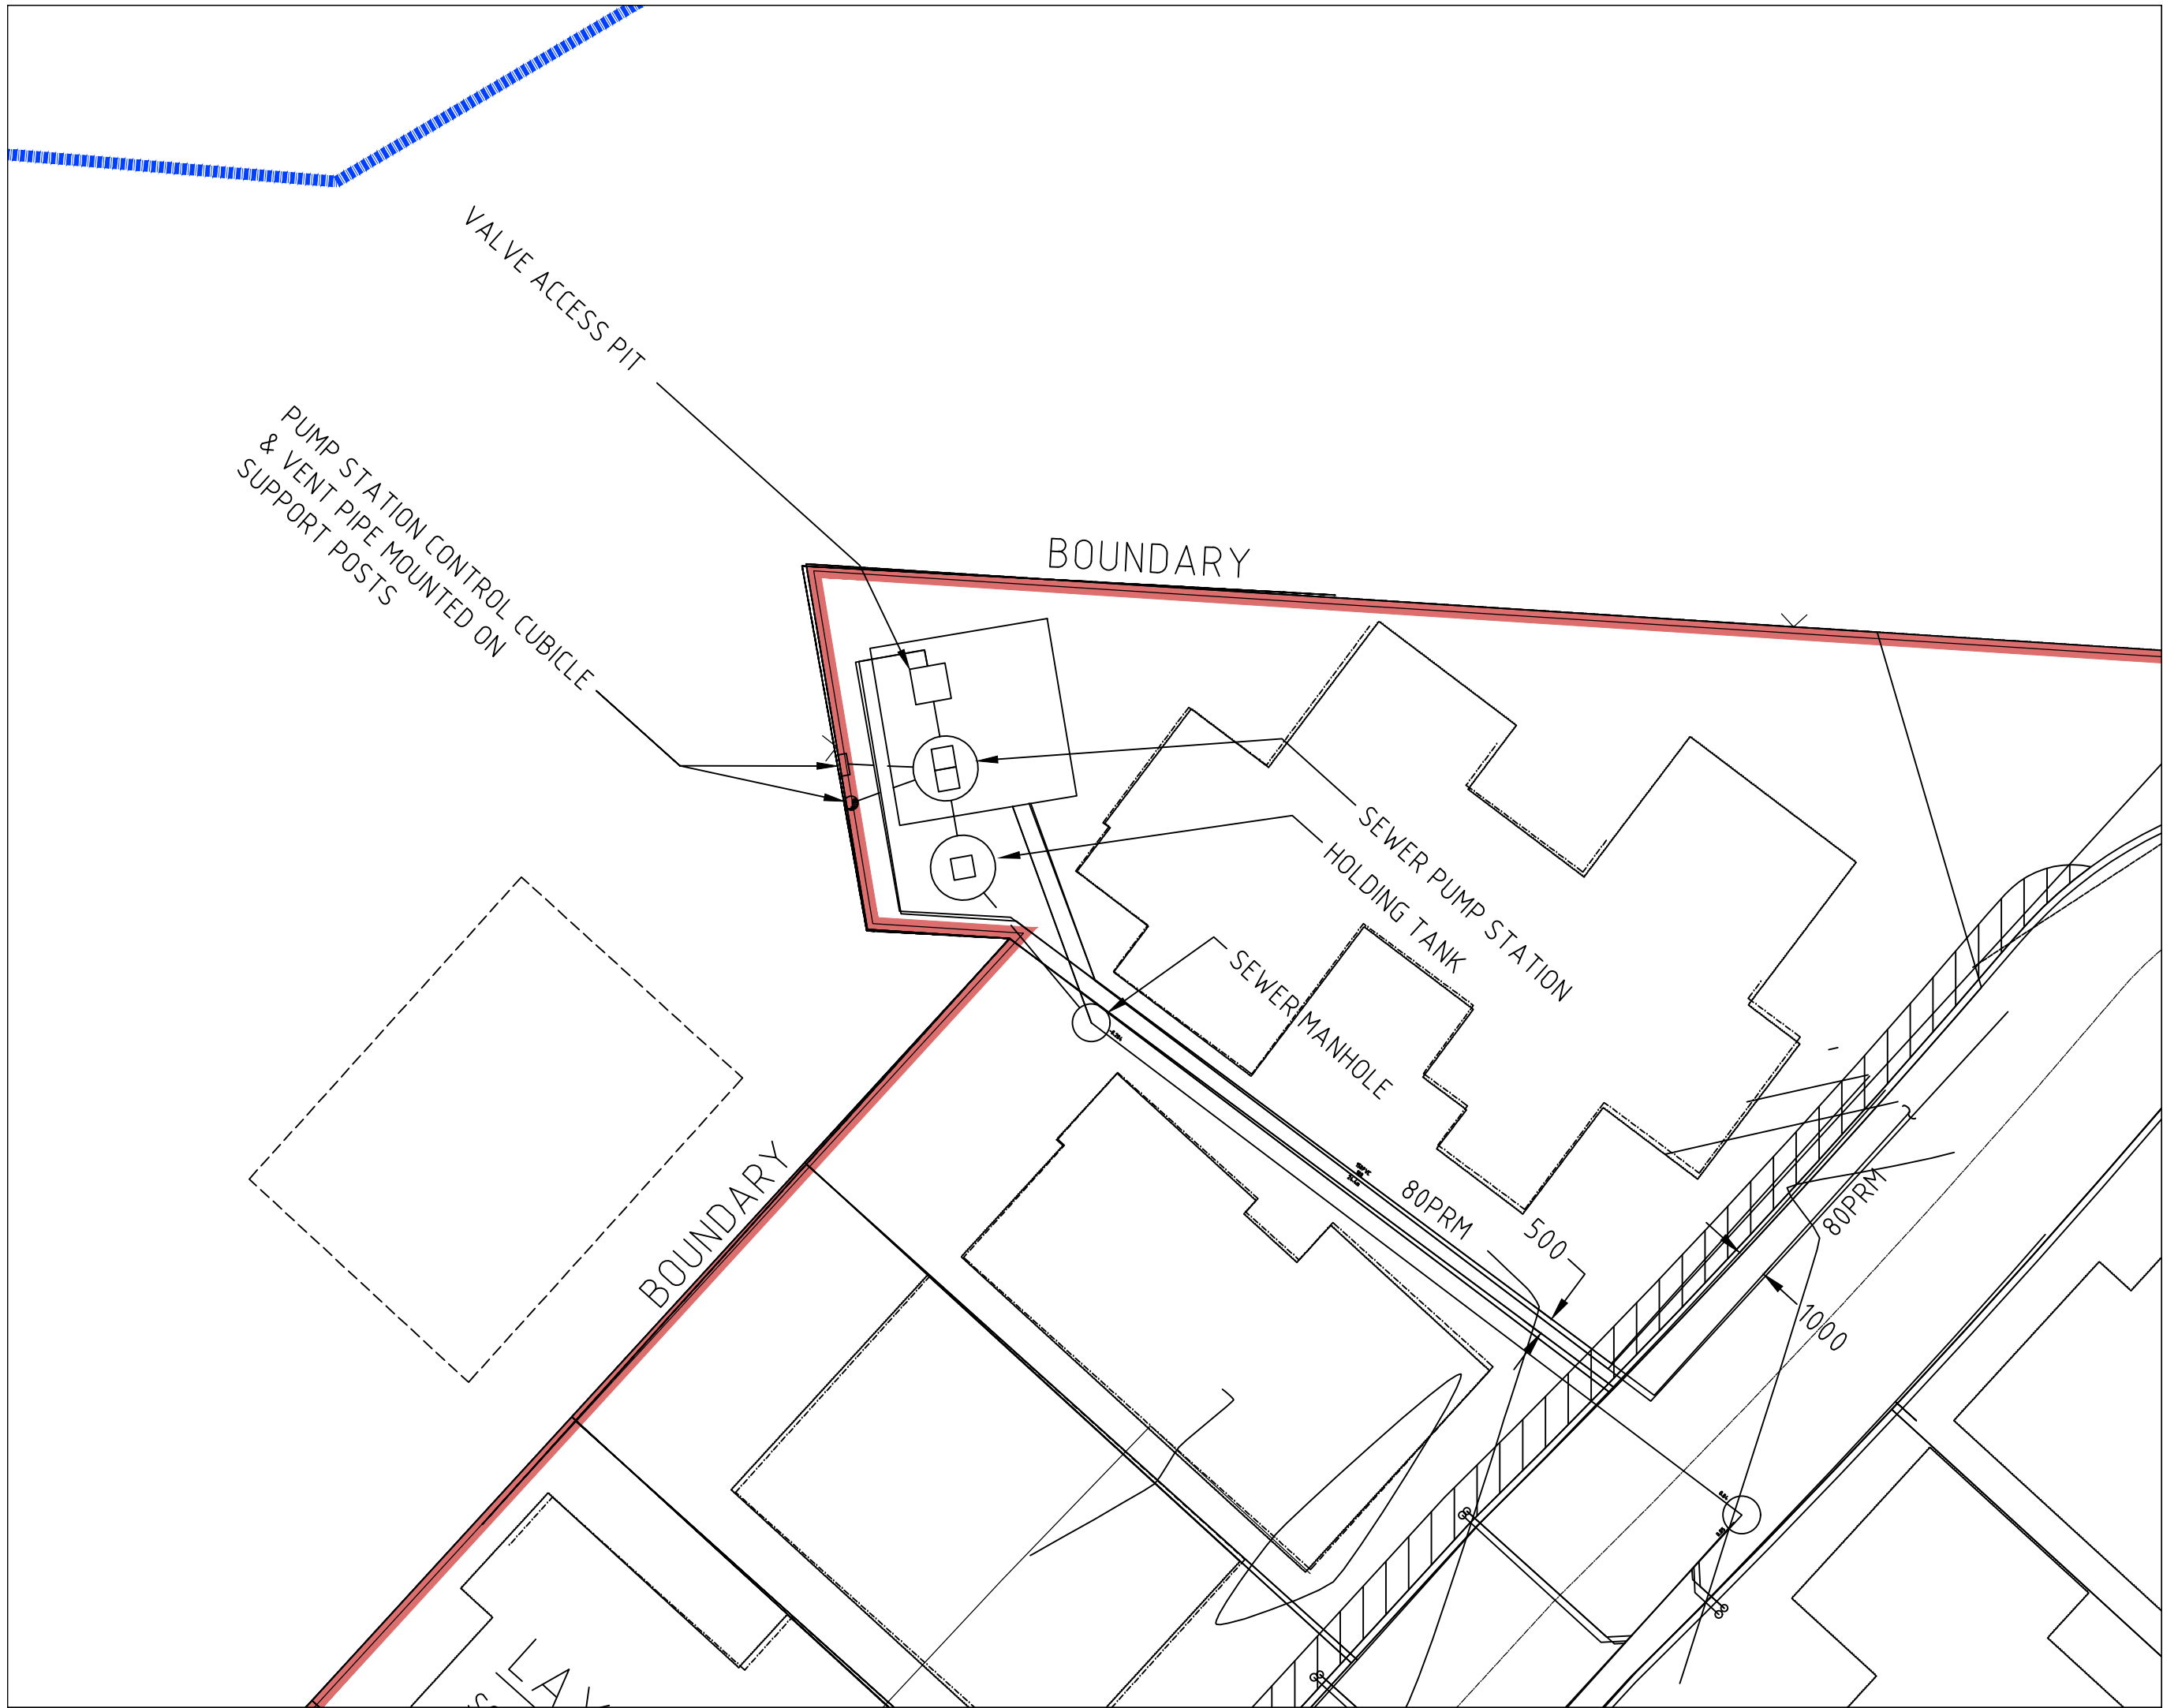 VALVE ACCESS PIT
PUMP STATION CONTROL CUBICLE
& VENT PIPE MOUNTED ON
SUPPORT POSTS
BOUNDARY
SEWER PUMP STATION
HOLDING TANK
SEWER MANHOLE
BOUNDARY
80PRM
500
80PRM
1000